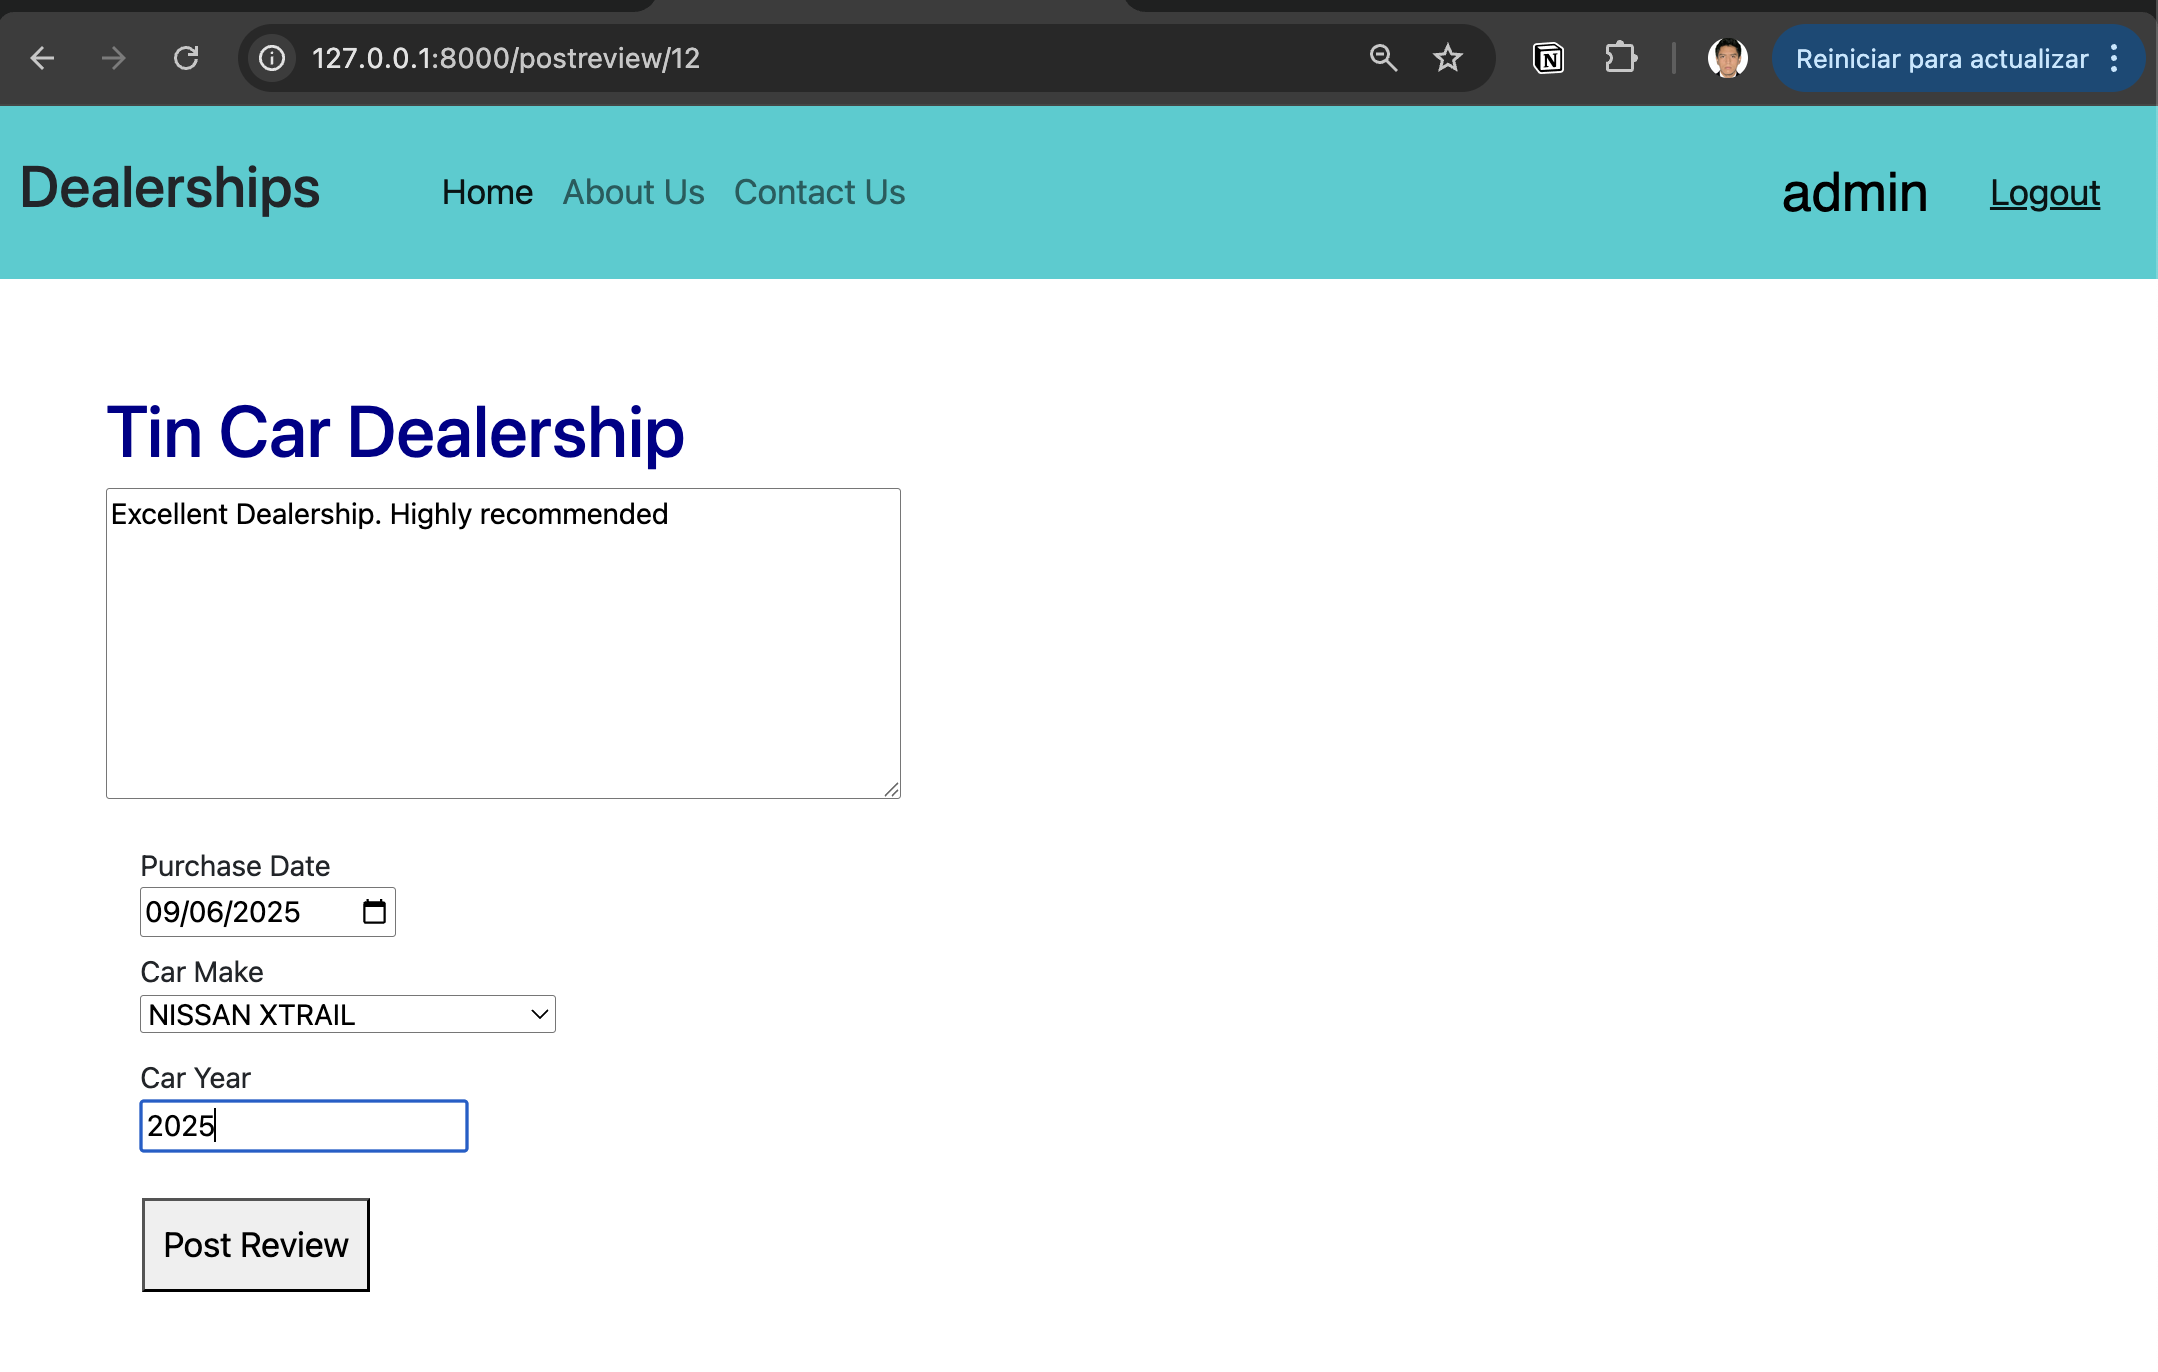 127.0.0.1:8000/postreview/12
Reiniciar para actualizar
Dealerships Home About Us Contact Us admin Logout
Tin Car Dealership
Excellent Dealership. Highly recommended
Purchase Date
09/06/2025
Car Make
NISSAN XTRAIL
Car Year
2025
Post Review